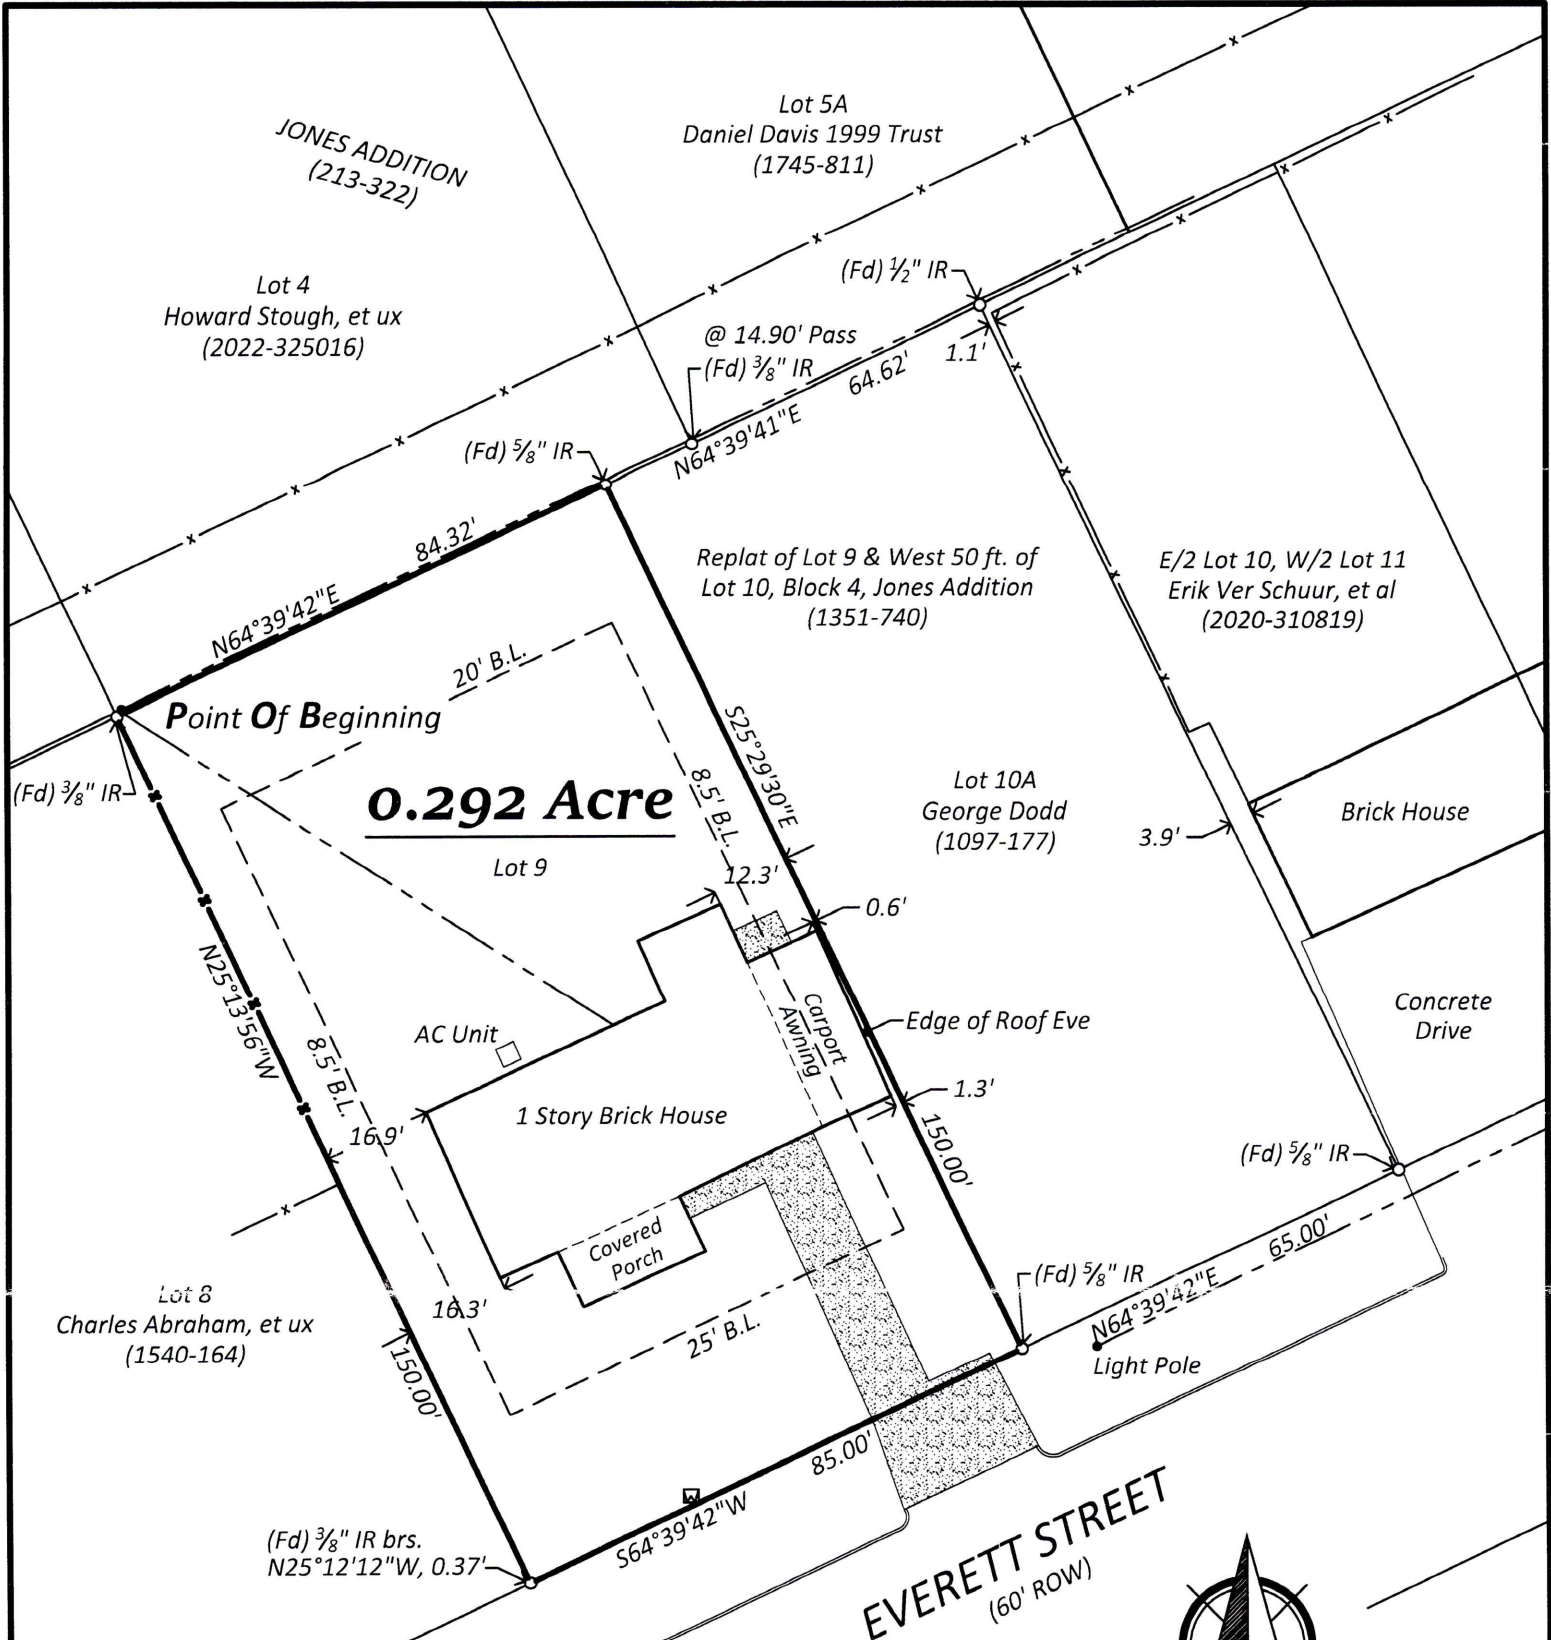 JONES ADDITION
(213-322)
Lot 5A
Daniel Davis 1999 Trust
(1745-811)
Lot 4
Howard Stough, et ux
(2022-325016)
(Fd) ½" IR
@ 14.90' Pass
(Fd) ⅜" IR
64.62'
1.1'
N64°39'41"E
(Fd) ⅝" IR
84.32'
N64°39'42"E
Replat of Lot 9 & West 50 ft. of
Lot 10, Block 4, Jones Addition
(1351-740)
E/2 Lot 10, W/2 Lot 11
Erik Ver Schuur, et al
(2020-310819)
20' B.L.
Point Of Beginning
(Fd) ⅜" IR
0.292 Acre
Lot 9
S25°29'30"E
8.5' B.L.
Lot 10A
George Dodd
(1097-177)
3.9'
Brick House
12.3'
0.6'
N25°13'56"W
AC Unit
Carport
Awning
Edge of Roof Eve
Concrete
Drive
8.5' B.L.
16.9'
1 Story Brick House
1.3'
150.00'
(Fd) ⅝" IR
Covered
Porch
65.00'
N64°39'42"E
(Fd) ⅝" IR
Lot 8
Charles Abraham, et ux
(1540-164)
16.3'
25' B.L.
Light Pole
150.00'
85.00'
W
S64°39'42"W
(Fd) ⅜" IR brs.
N25°12'12"W, 0.37'
EVERETT STREET
(60' ROW)